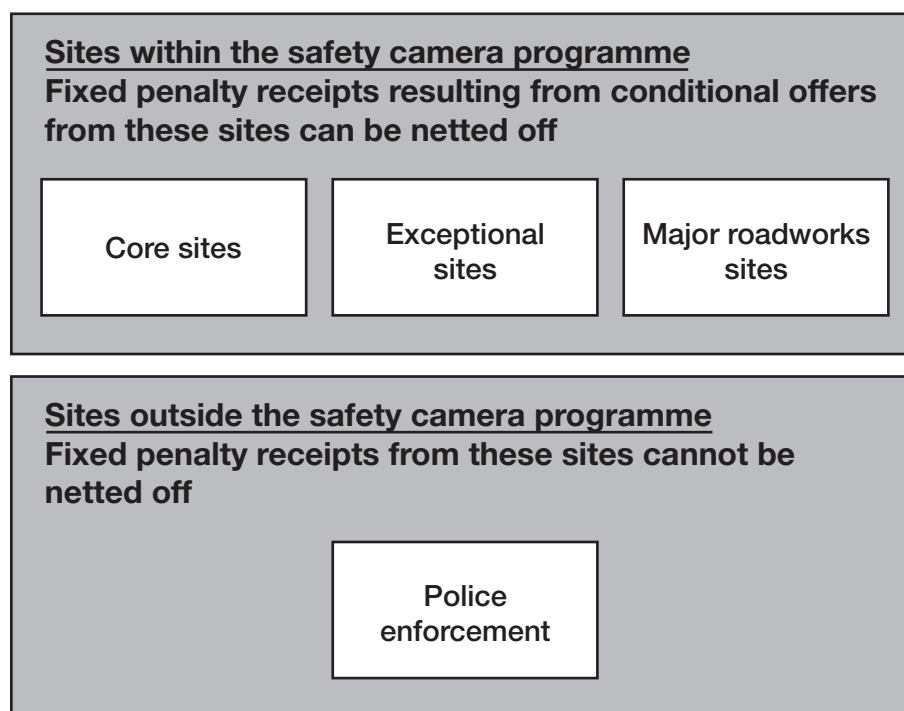 Sites within the safety camera programme
Fixed penalty receipts resulting from conditional offers
from these sites can be netted off
Core sites
Exceptional
sites
Major roadworks
sites
Sites outside the safety camera programme
Fixed penalty receipts from these sites cannot be
netted off
Police
enforcement